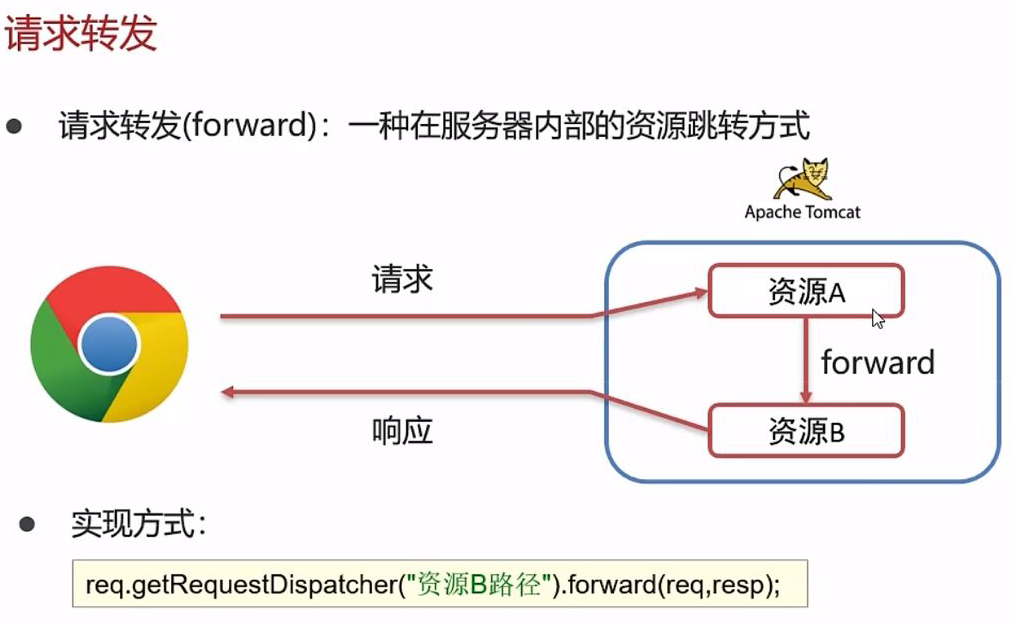 请求转发
● 请求转发(forward)：一种在服务器内部的资源跳转方式
Apache Tomcat
请求
资源A
forward
响应
资源B
● 实现方式：
req.getRequestDispatcher("资源B路径").forward(req,resp);